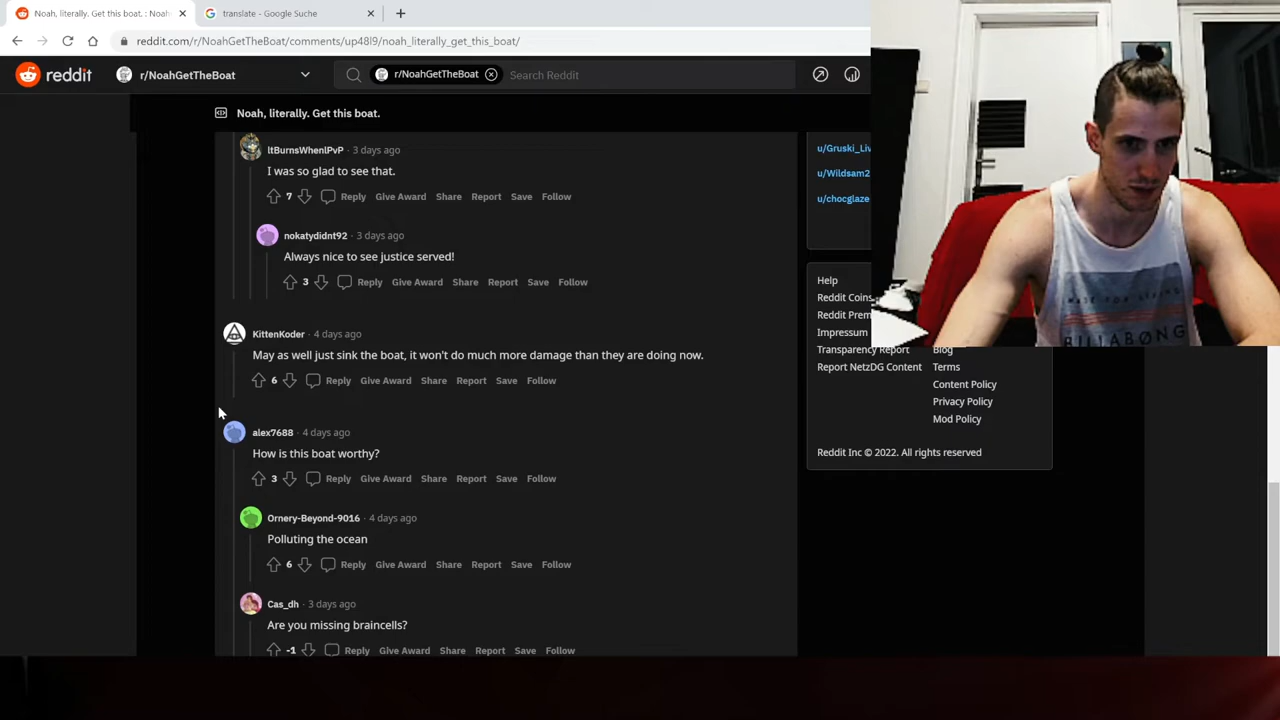 Noah, literally. Get this boat. : Noah
translate - Google Suche
reddit.com/r/NoahGetTheBoat/comments/up48l9/noah_literally_get_this_boat/
reddit
r/NoahGetTheBoat
r/NoahGetTheBoat
Search Reddit
Noah, literally. Get this boat.
ItBurnsWhenIPvP · 3 days ago
I was so glad to see that.
7 Reply Give Award Share Report Save Follow
nokatydidnt92 · 3 days ago
Always nice to see justice served!
3 Reply Give Award Share Report Save Follow
KittenKoder · 4 days ago
May as well just sink the boat, it won't do much more damage than they are doing now.
6 Reply Give Award Share Report Save Follow
alex7688 · 4 days ago
How is this boat worthy?
3 Reply Give Award Share Report Save Follow
Ornery-Beyond-9016 · 4 days ago
Polluting the ocean
6 Reply Give Award Share Report Save Follow
Cas_dh · 3 days ago
Are you missing braincells?
-1 Reply Give Award Share Report Save Follow
u/Gruski_Liv
u/Wildsam2
u/chocglaze
Help
Reddit Coins
Reddit Prem
Impressum
Transparency Report
Report NetzDG Content
Blog
Terms
Content Policy
Privacy Policy
Mod Policy
Reddit Inc © 2022. All rights reserved
BILLABONG